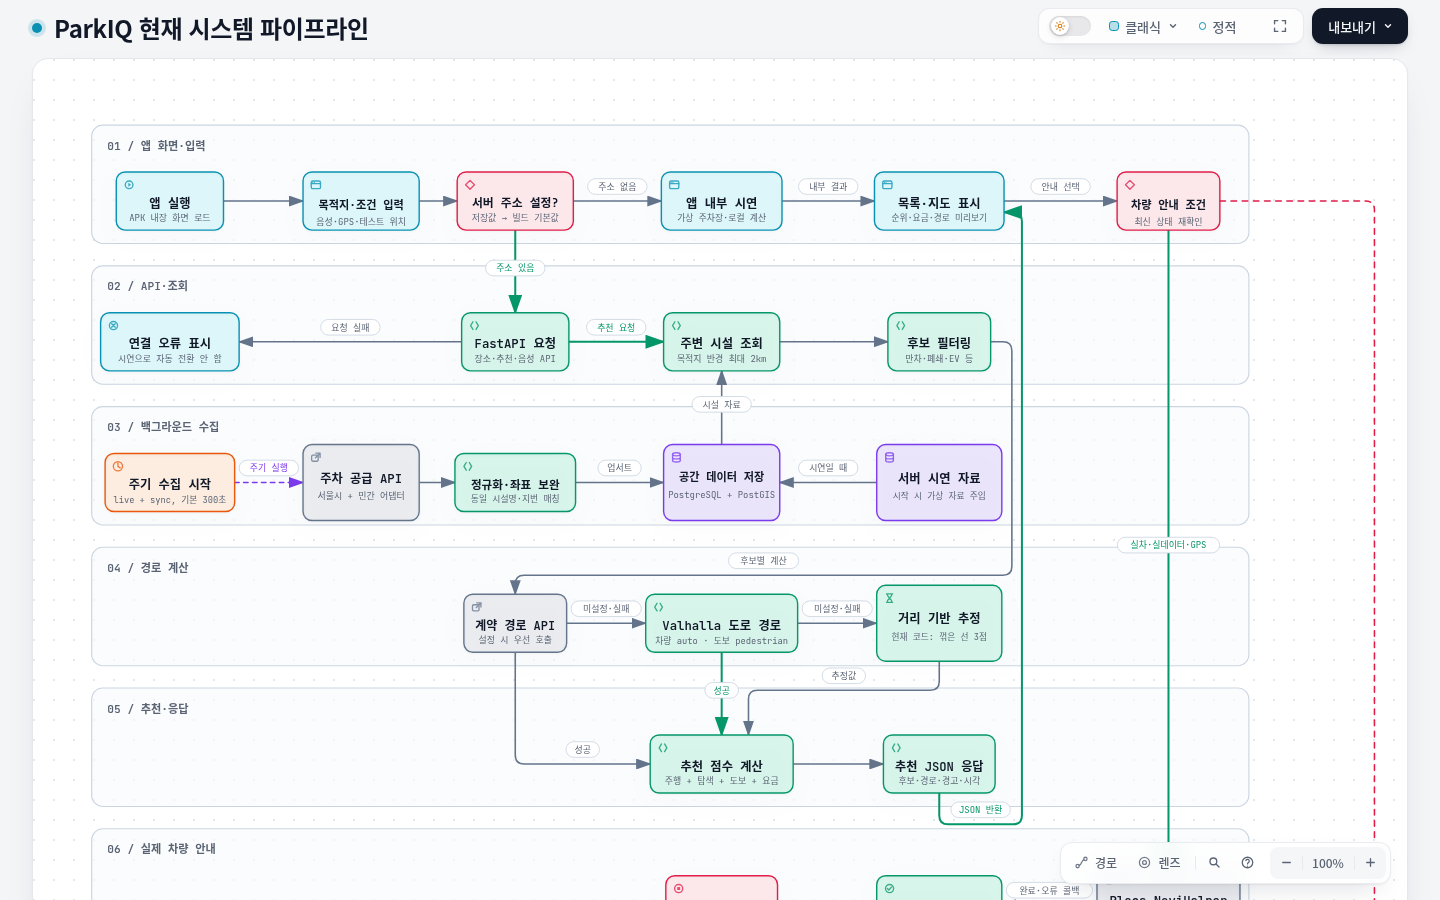 ParkIQ 현재 시스템 파이프라인
클래식
정적
내보내기
01 / 앱 화면·입력
앱 실행
APK 내장 화면 로드
목적지·조건 입력
음성·GPS·테스트 위치
서버 주소 설정?
저장값 → 빌드 기본값
주소 없음
앱 내부 시연
가상 주차장·로컬 계산
내부 결과
목록·지도 표시
순위·요금·경로 미리보기
안내 선택
차량 안내 조건
최신 상태 재확인
주소 있음
02 / API·조회
연결 오류 표시
시연으로 자동 전환 안 함
요청 실패
FastAPI 요청
장소·추천·음성 API
추천 요청
주변 시설 조회
목적지 반경 최대 2km
후보 필터링
만차·폐쇄·EV 등
시설 자료
03 / 백그라운드 수집
주기 수집 시작
live + sync, 기본 300초
주기 실행
주차 공급 API
서울시 + 민간 어댑터
정규화·좌표 보완
동일 시설명·지번 매칭
업서트
공간 데이터 저장
PostgreSQL + PostGIS
시연일 때
서버 시연 자료
시작 시 가상 자료 주입
실차·실데이터·GPS
04 / 경로 계산
후보별 계산
계약 경로 API
설정 시 우선 호출
미설정·실패
Valhalla 도로 경로
차량 auto · 도보 pedestrian
미설정·실패
거리 기반 추정
현재 코드: 꺾은 선 3점
추정값
성공
05 / 추천·응답
성공
추천 점수 계산
주행 + 탐색 + 도보 + 요금
추천 JSON 응답
후보·경로·경고·시각
JSON 반환
06 / 실제 차량 안내
완료·오류 콜백
경로
렌즈
100%